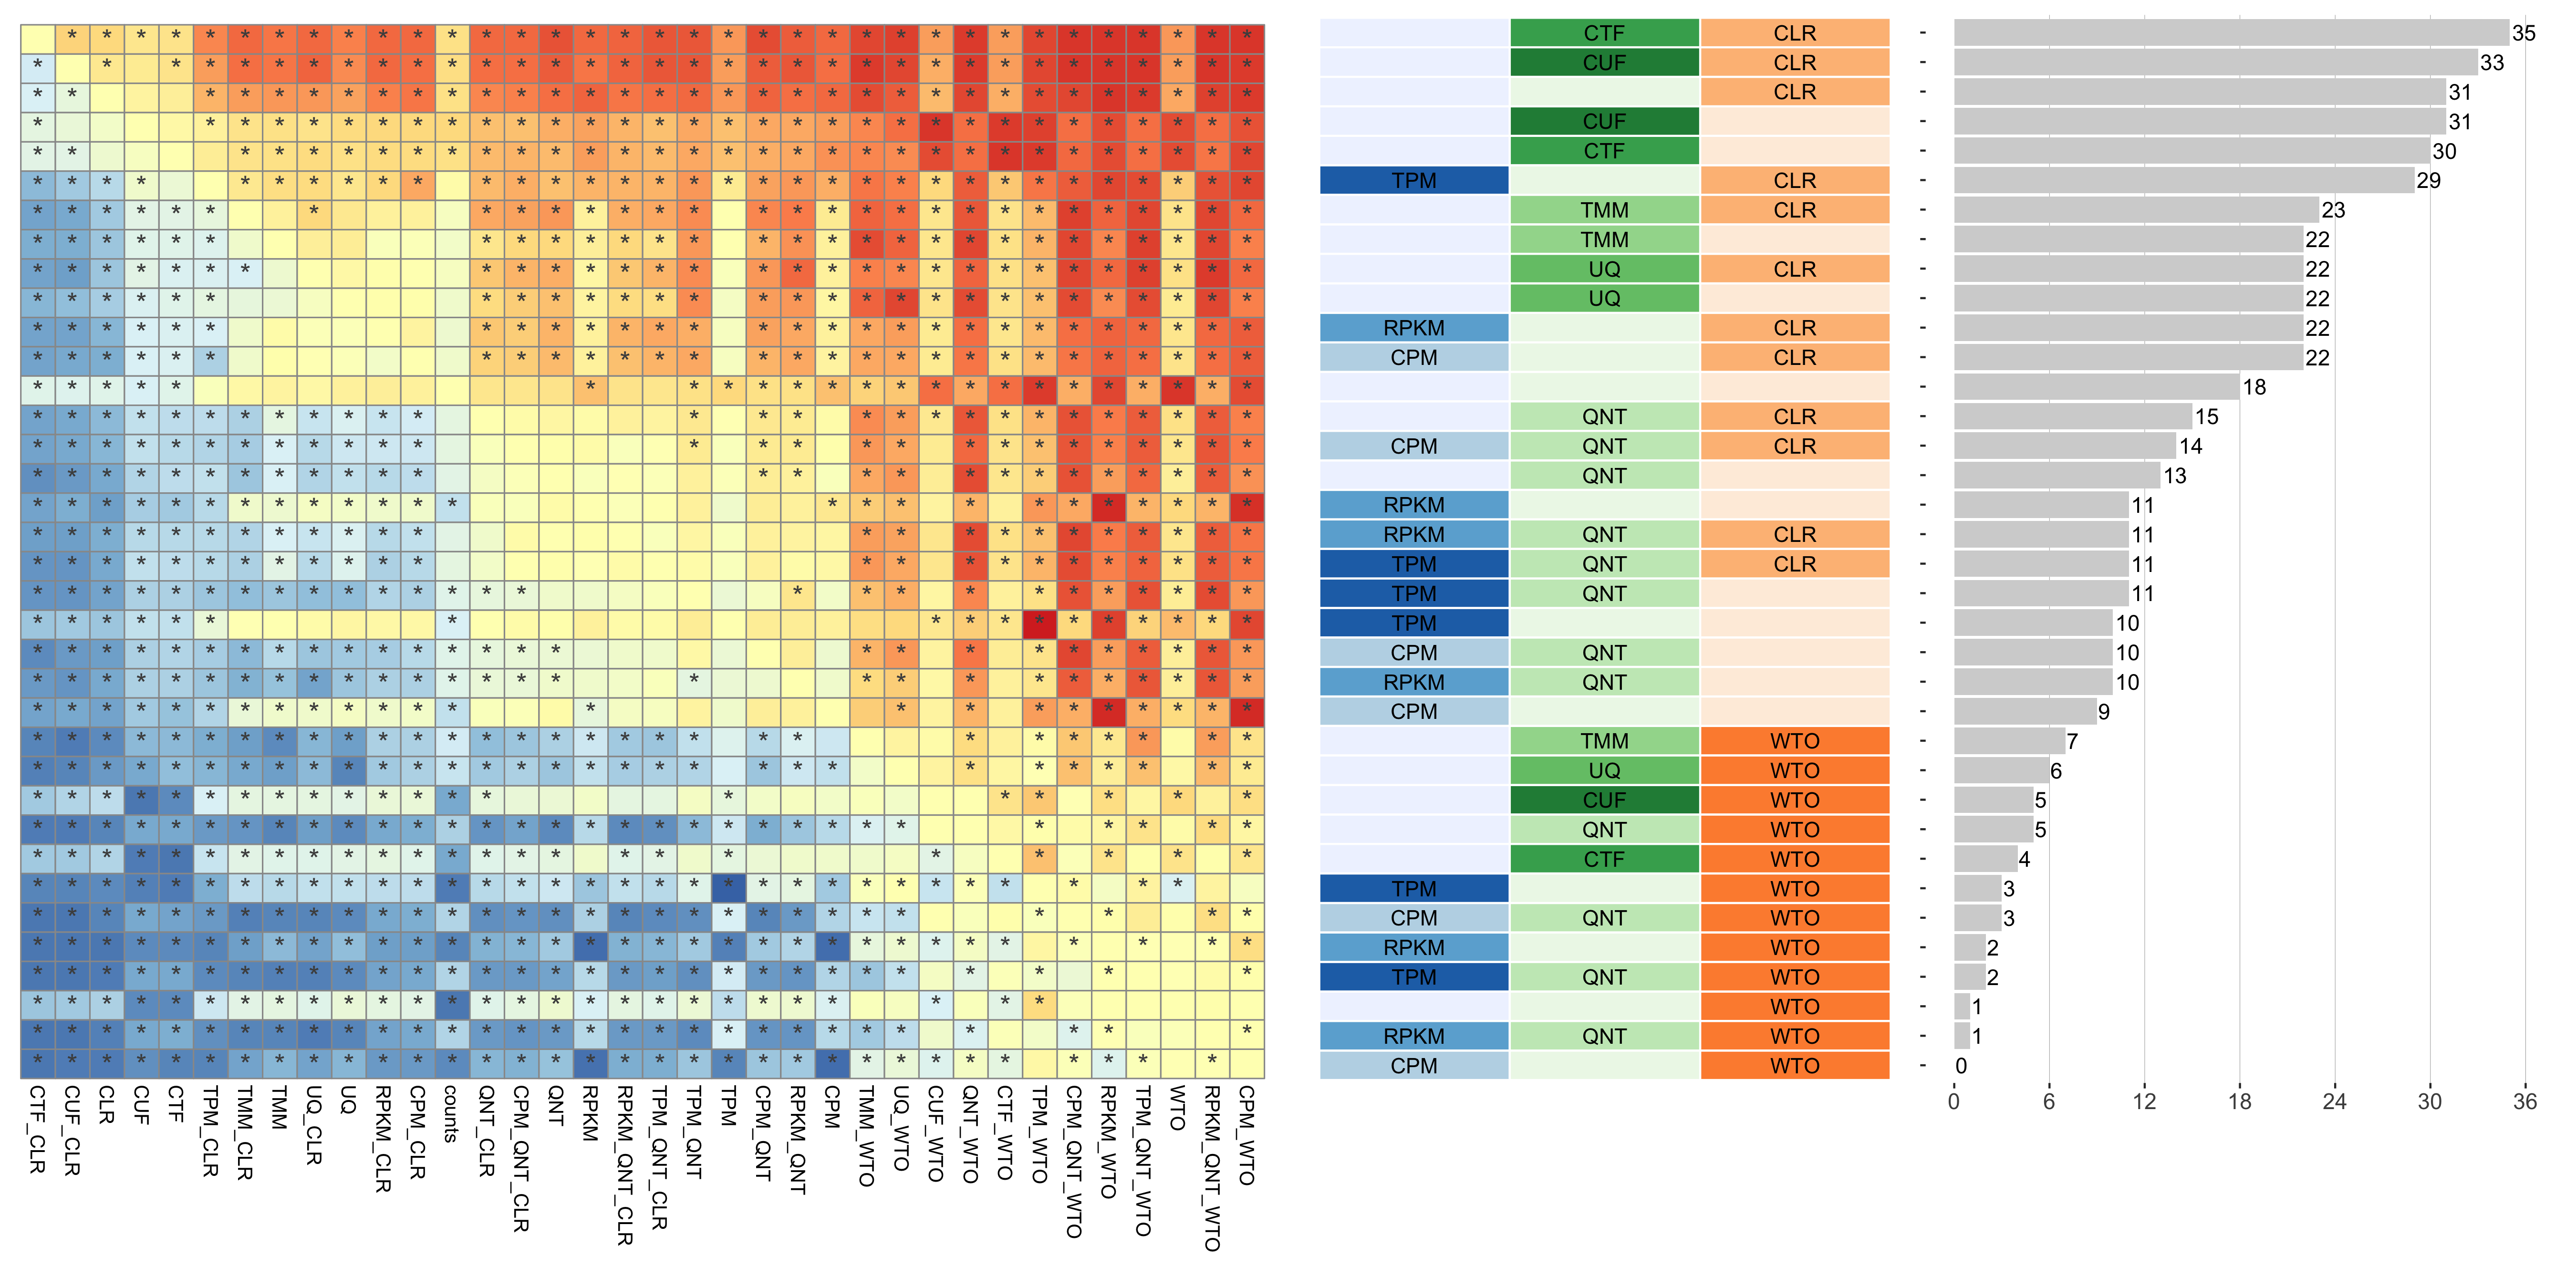 CTF CLR - 35
CUF CLR - 33
CLR - 31
CUF - 31
CTF - 30
TPM CLR - 29
TMM CLR - 23
TMM - 22
UQ CLR - 22
UQ - 22
RPKM CLR - 22
CPM CLR - 22
- 18
QNT CLR - 15
CPM QNT CLR - 14
QNT - 13
RPKM - 11
RPKM QNT CLR - 11
TPM QNT CLR - 11
TPM QNT - 11
TPM - 10
CPM QNT - 10
RPKM QNT - 10
CPM - 9
TMM WTO - 7
UQ WTO - 6
CUF WTO - 5
QNT WTO - 5
CTF WTO - 4
TPM WTO - 3
CPM QNT WTO - 3
RPKM WTO - 2
TPM QNT WTO - 2
WTO - 1
RPKM QNT WTO - 1
CPM WTO - 0
CTF_CLR
CUF_CLR
CLR
CUF
CTF
TPM_CLR
TMM_CLR
TMM
UQ_CLR
UQ
RPKM_CLR
CPM_CLR
counts
QNT_CLR
CPM_QNT_CLR
QNT
RPKM
RPKM_QNT_CLR
TPM_QNT_CLR
TPM_QNT
TPM
CPM_QNT
RPKM_QNT
CPM
TMM_WTO
UQ_WTO
CUF_WTO
QNT_WTO
CTF_WTO
TPM_WTO
CPM_QNT_WTO
RPKM_WTO
TPM_QNT_WTO
WTO
RPKM_QNT_WTO
CPM_WTO
0 6 12 18 24 30 36